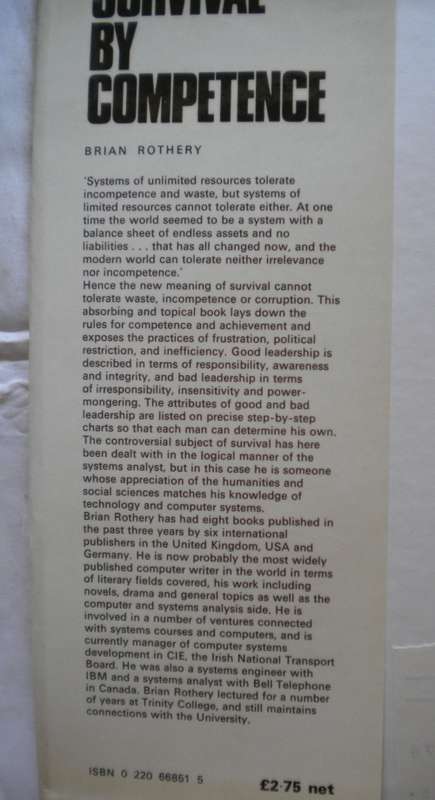 SURVIVAL
BY
COMPETENCE
BRIAN ROTHERY
'Systems of unlimited resources tolerate
incompetence and waste, but systems of
limited resources cannot tolerate either. At one
time the world seemed to be a system with a
balance sheet of endless assets and no
liabilities . . . that has all changed now, and the
modern world can tolerate neither irrelevance
nor incompetence.'
Hence the new meaning of survival cannot
tolerate waste, incompetence or corruption. This
absorbing and topical book lays down the
rules for competence and achievement and
exposes the practices of frustration, political
restriction, and inefficiency. Good leadership is
described in terms of responsibility, awareness
and integrity, and bad leadership in terms
of irresponsibility, insensitivity and power-
mongering. The attributes of good and bad
leadership are listed on precise step-by-step
charts so that each man can determine his own.
The controversial subject of survival has here
been dealt with in the logical manner of the
systems analyst, but in this case he is someone
whose appreciation of the humanities and
social sciences matches his knowledge of
technology and computer systems.
Brian Rothery has had eight books published in
the past three years by six international
publishers in the United Kingdom, USA and
Germany. He is now probably the most widely
published computer writer in the world in terms
of literary fields covered, his work including
novels, drama and general topics as well as the
computer and systems analysis side. He is
involved in a number of ventures connected
with systems courses and computers, and is
currently manager of computer systems
development in CIE, the Irish National Transport
Board. He was also a systems engineer with
IBM and a systems analyst with Bell Telephone
in Canada. Brian Rothery lectured for a number
of years at Trinity College, and still maintains
connections with the University.
ISBN 0 220 66861 5
£2·75 net